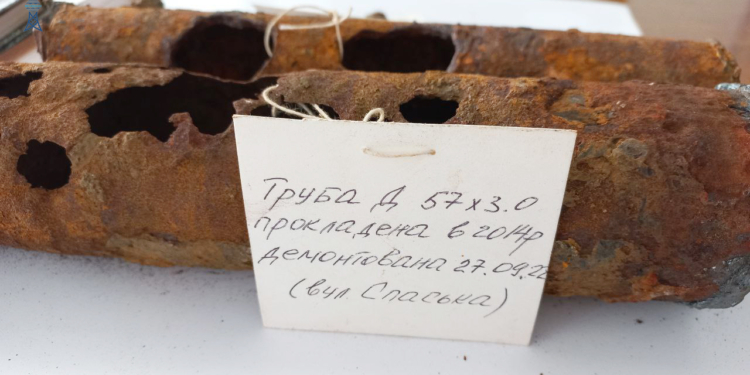 Труба Д 57х3.0
прокладена в 2014р
демонтована 27.09.22
(вул Спаська)